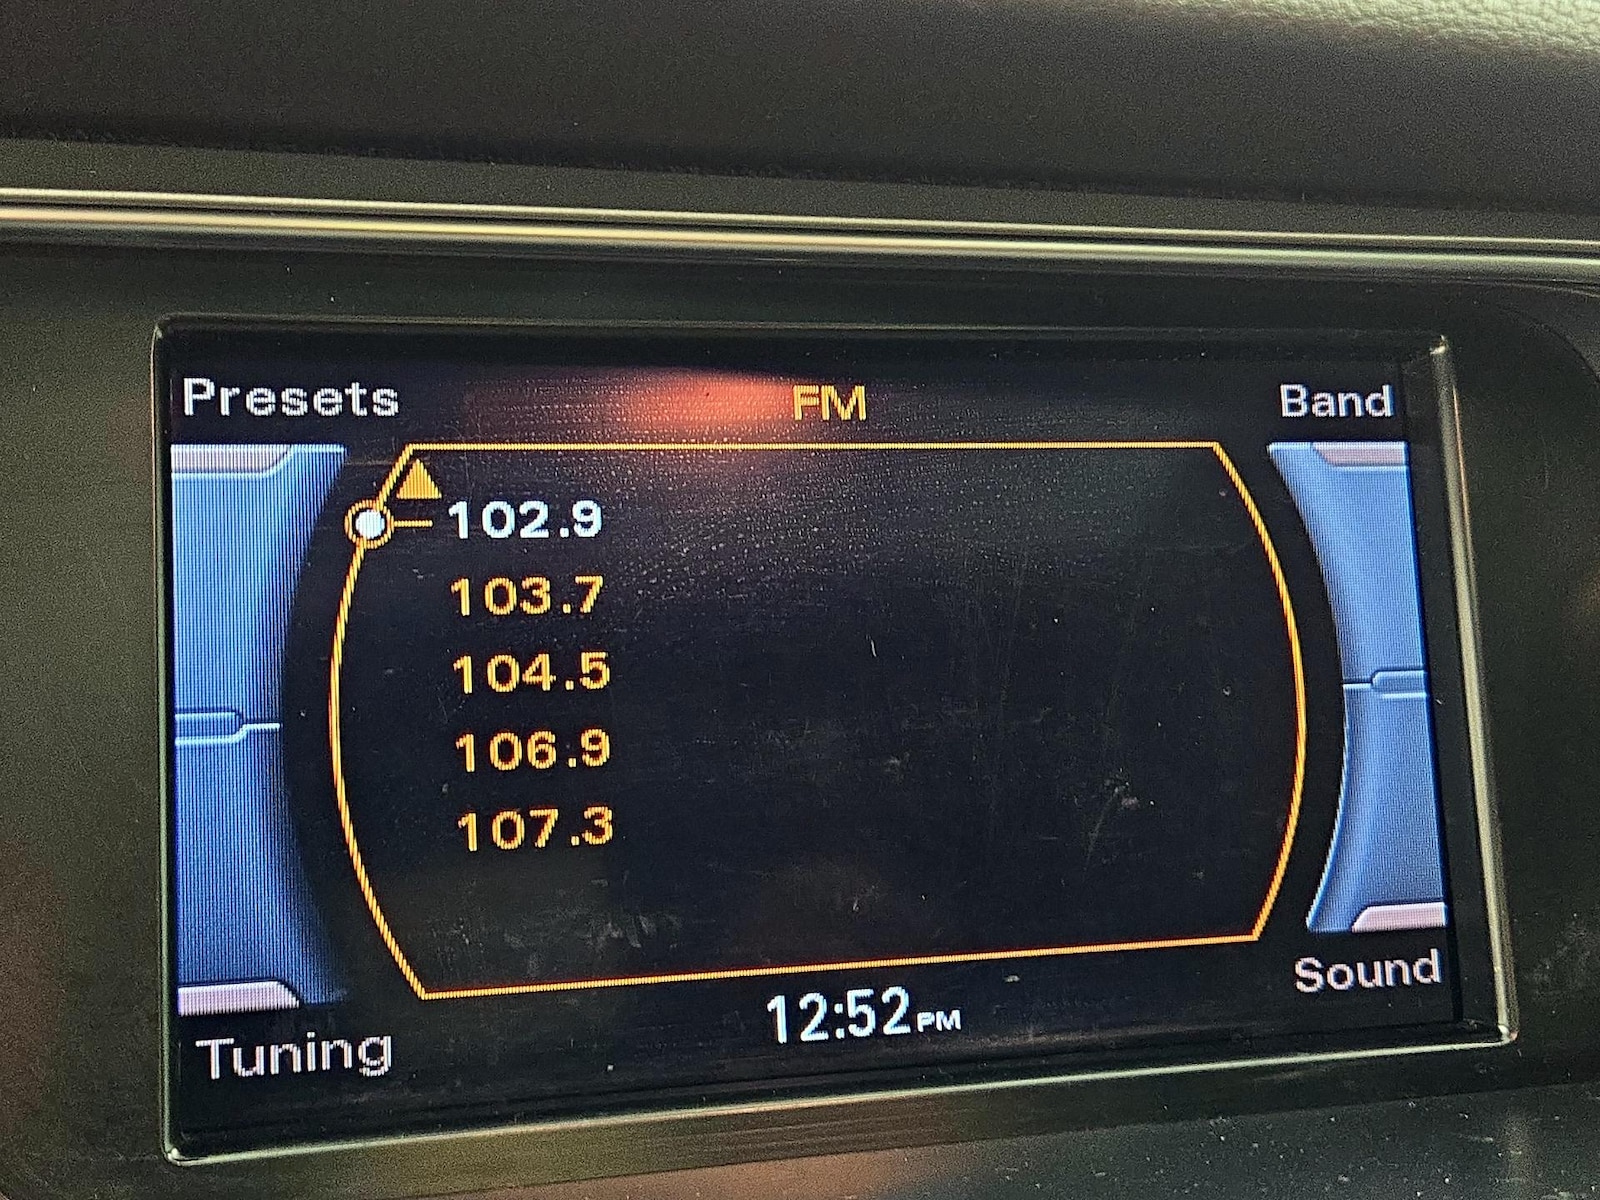 Presets FM Band
102.9
103.7
104.5
106.9
107.3
Sound
12:52PM
Tuning